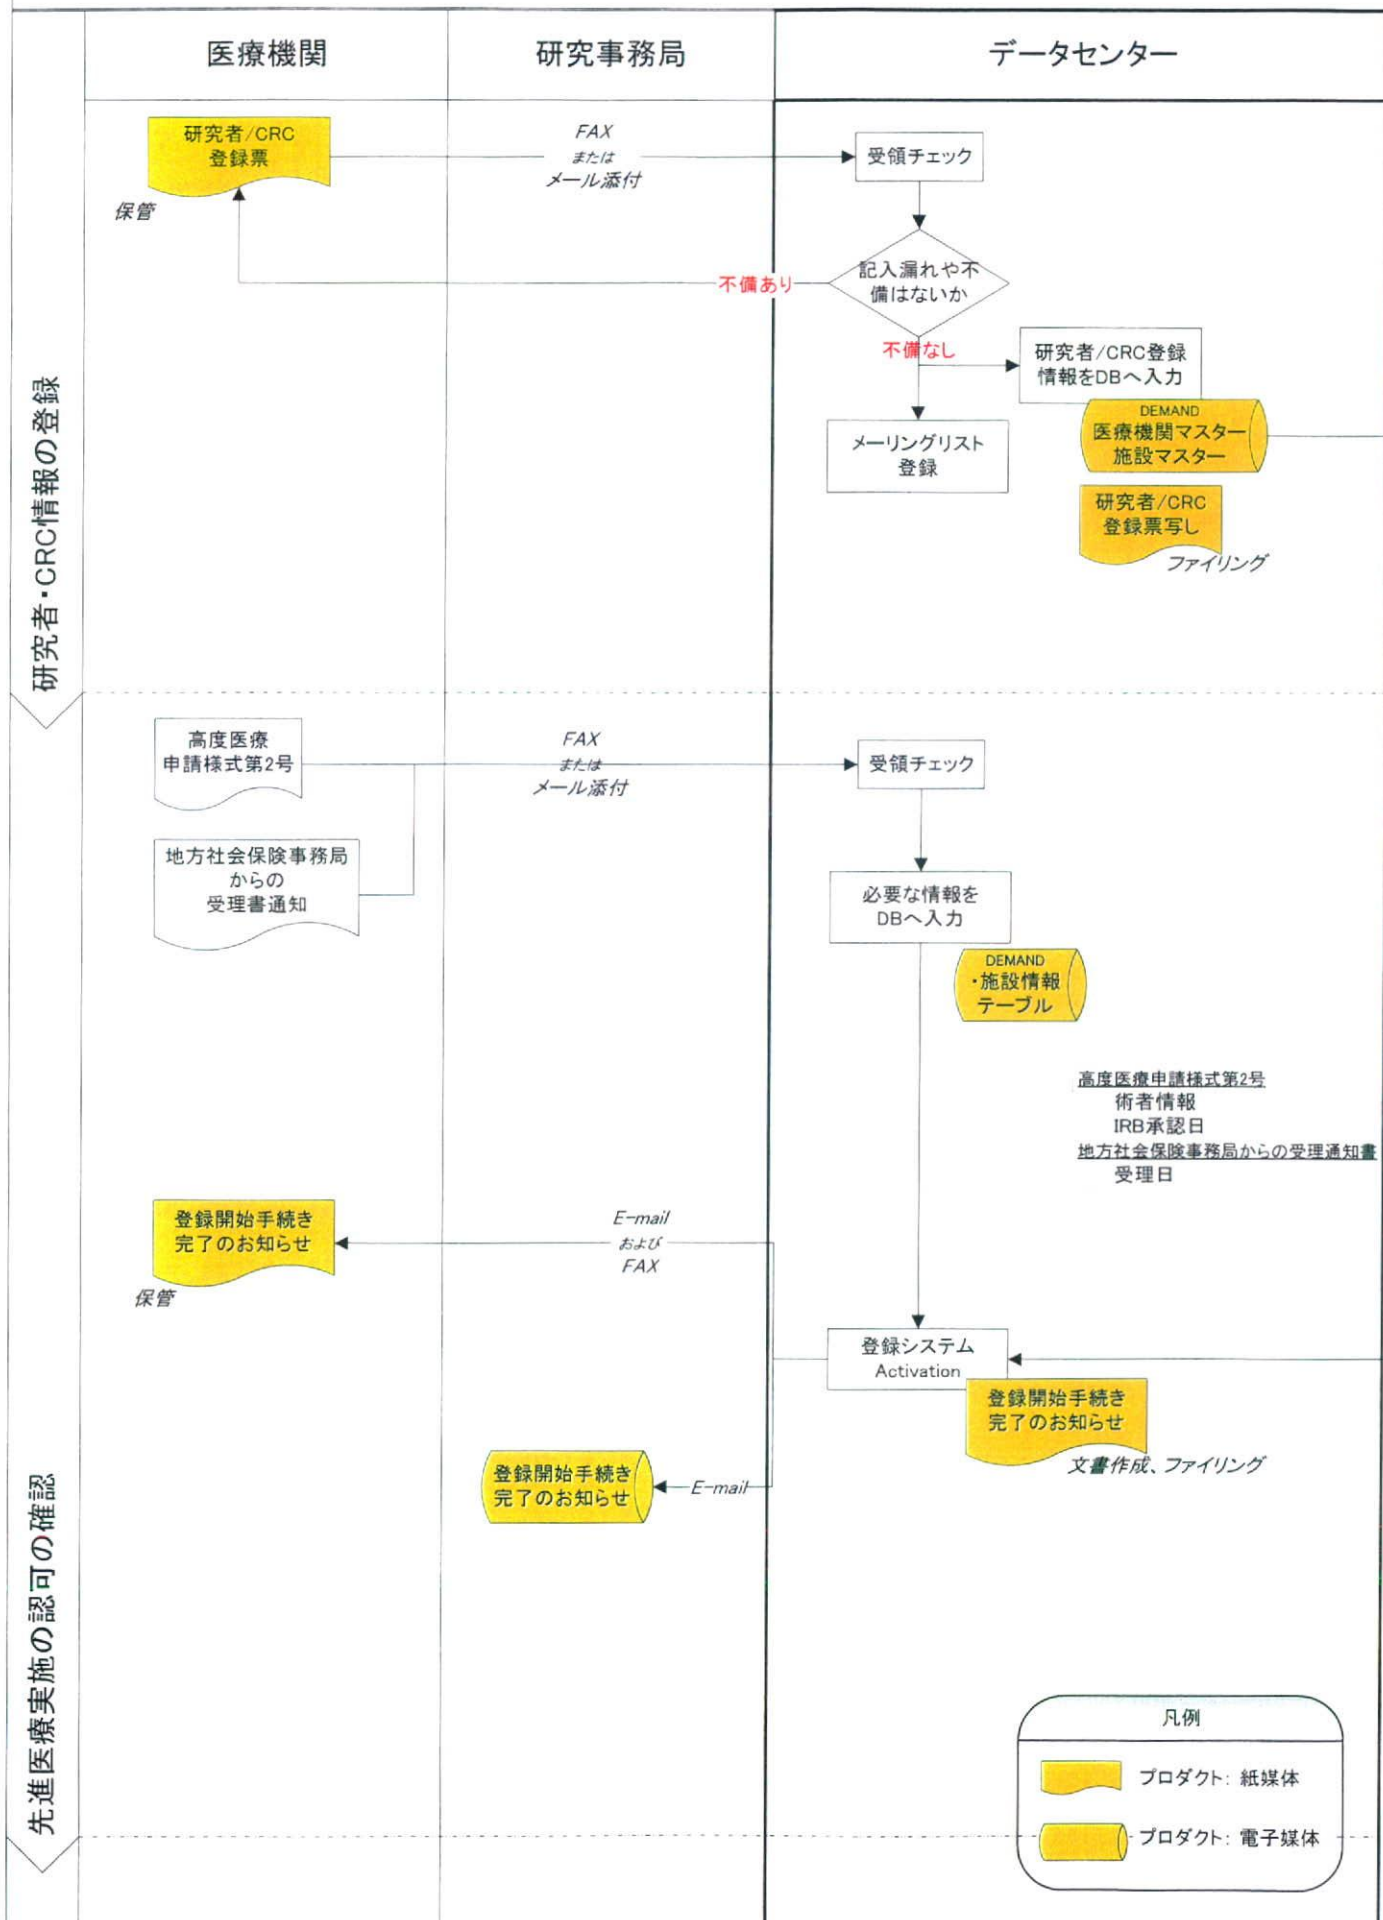 医療機関
研究事務局
データセンター
研究者・CRC情報の登録
研究者/CRC
登録票
保管
FAX
または
メール添付
受領チェック
記入漏れや不
備はないか
不備あり
不備なし
研究者/CRC登録
情報をDBへ入力
DEMAND
医療機関マスター
施設マスター
メーリングリスト
登録
研究者/CRC
登録票写し
ファイリング
先進医療実施の認可の確認
高度医療
申請様式第2号
FAX
または
メール添付
受領チェック
地方社会保険事務局
からの
受理書通知
必要な情報を
DBへ入力
DEMAND
・施設情報
テーブル
高度医療申請様式第2号
術者情報
IRB承認日
地方社会保険事務局からの受理通知書
受理日
登録開始手続き
完了のお知らせ
保管
E-mail
および
FAX
登録システム
Activation
登録開始手続き
完了のお知らせ
文書作成、ファイリング
登録開始手続き
完了のお知らせ
E-mail
凡例
プロダクト: 紙媒体
プロダクト: 電子媒体